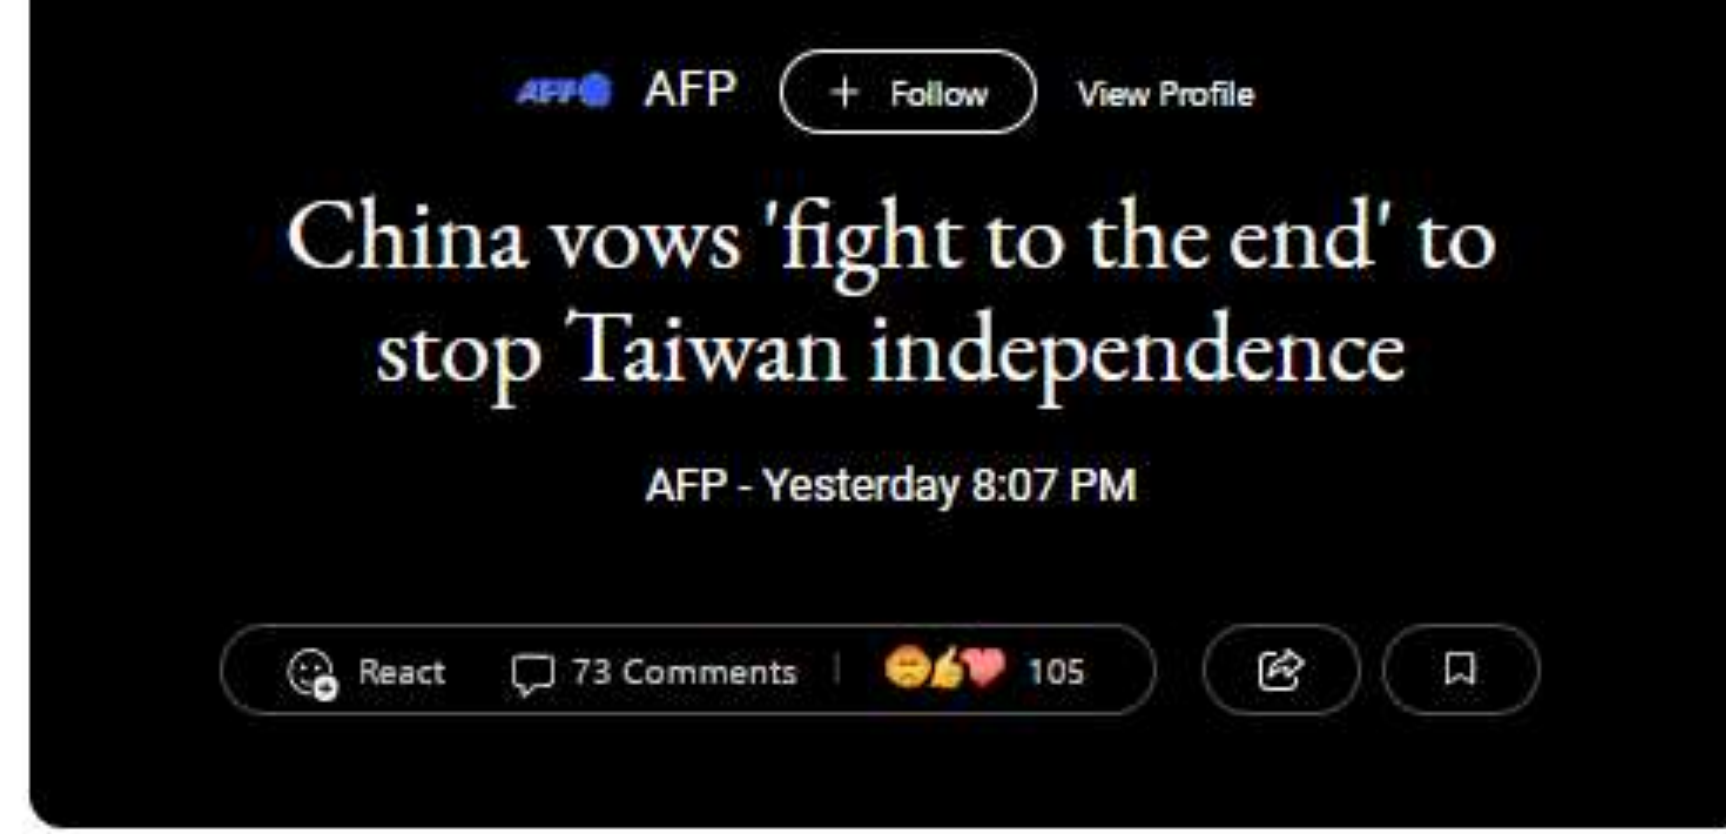 AFP AFP + Follow View Profile
China vows 'fight to the end' to
stop Taiwan independence
AFP - Yesterday 8:07 PM
React 73 Comments 105